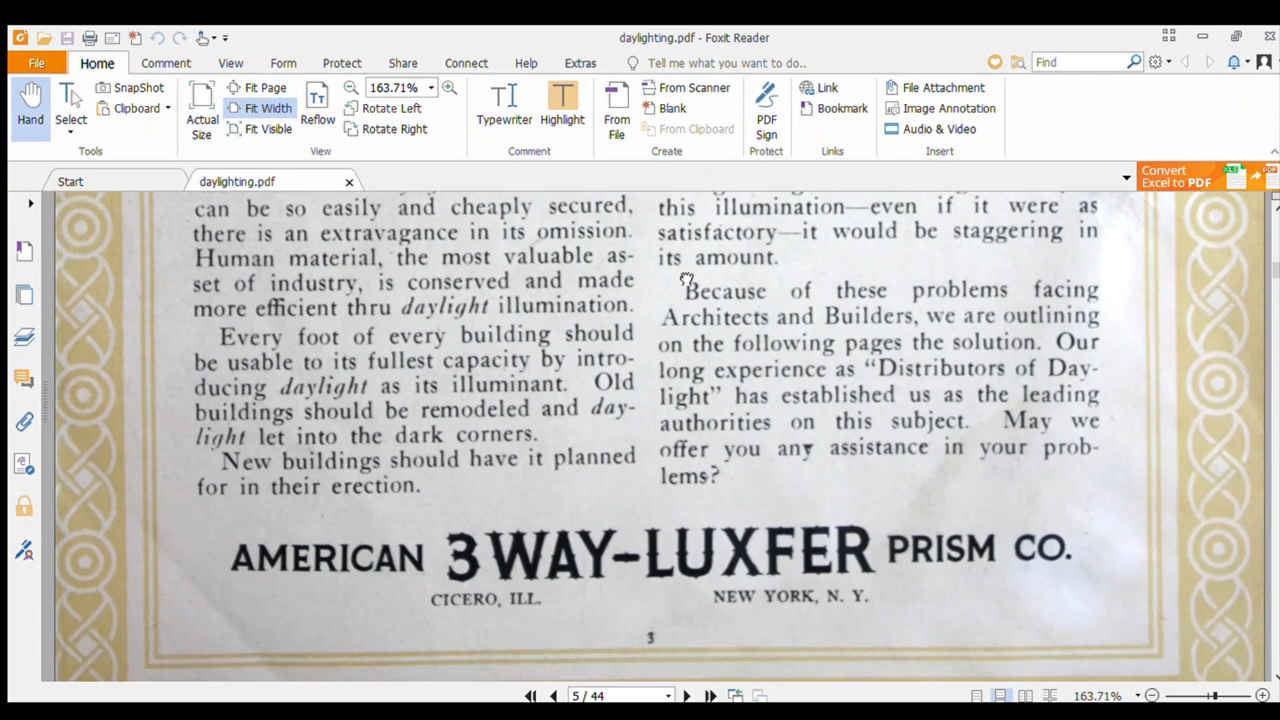 daylighting.pdf - Foxit Reader
File Home Comment View Form Protect Share Connect Help Extras Tell me what you want to do.. Find
Hand
Select
SnapShot
Clipboard
Tools
Actual Size
Fit Page
Fit Width
Fit Visible
Reflow
163.71%
Rotate Left
Rotate Right
View
Typewriter
Highlight
Comment
From File
From Scanner
Blank
From Clipboard
Create
PDF Sign
Protect
Link
Bookmark
Links
File Attachment
Image Annotation
Audio & Video
Insert
Start
daylighting.pdf
Convert
Excel to PDF
can be so easily and cheaply secured,
there is an extravagance in its omission.
Human material, the most valuable as-
set of industry, is conserved and made
more efficient thru daylight illumination.
Every foot of every building should
be usable to its fullest capacity by intro-
ducing daylight as its illuminant. Old
buildings should be remodeled and day-
light let into the dark corners.
New buildings should have it planned
for in their erection.
this illumination—even if it were as
satisfactory—it would be staggering in
its amount.
Because of these problems facing
Architects and Builders, we are outlining
on the following pages the solution. Our
long experience as “Distributors of Day-
light” has established us as the leading
authorities on this subject. May we
offer you any assistance in your prob-
lems?
AMERICAN 3 WAY-LUXFER PRISM CO.
CICERO, ILL. NEW YORK, N. Y.
3
5 / 44
163.71%